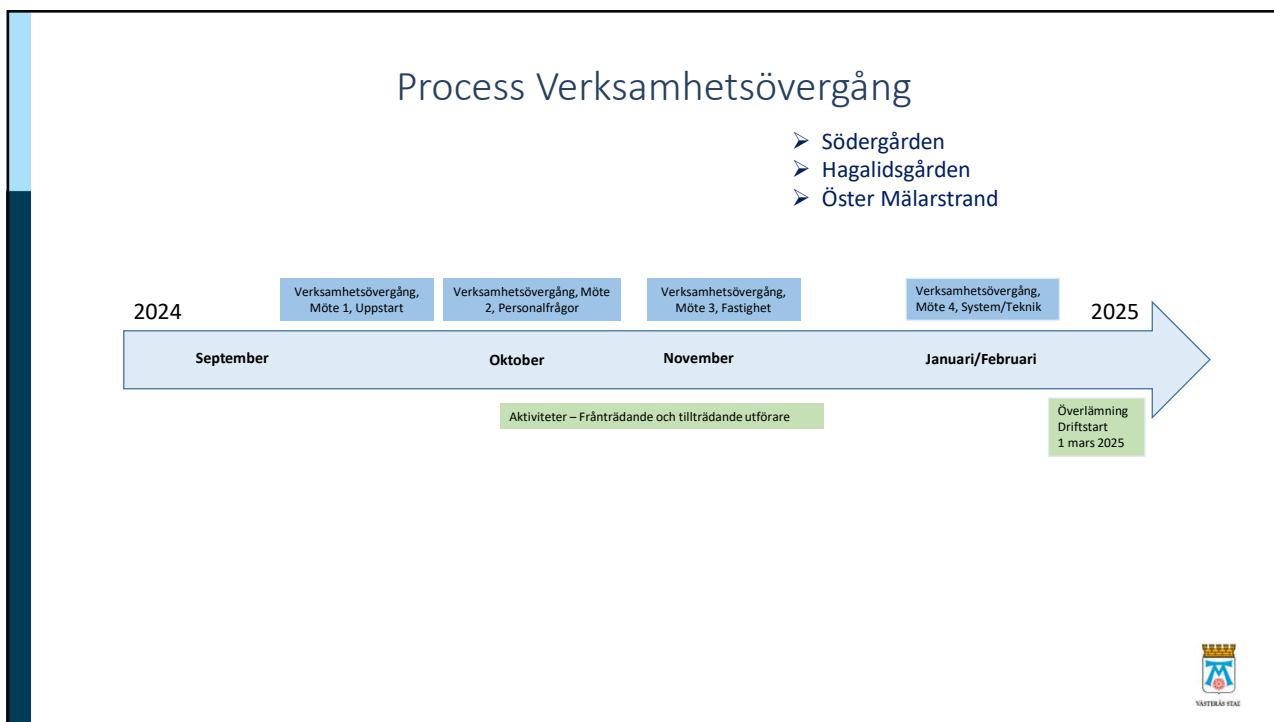 Process Verksamhetsövergång
➢ Södergården
➢ Hagalidsgården
➢ Öster Mälarstrand
2024
Verksamhetsövergång,
Möte 1, Uppstart
Verksamhetsövergång, Möte
2, Personalfrågor
Verksamhetsövergång,
Möte 3, Fastighet
Verksamhetsövergång,
Möte 4, System/Teknik
2025
September
Oktober
November
Januari/Februari
Aktiviteter – Frånträdande och tillträdande utförare
Överlämning
Driftstart
1 mars 2025
VÄSTERÅS STAD